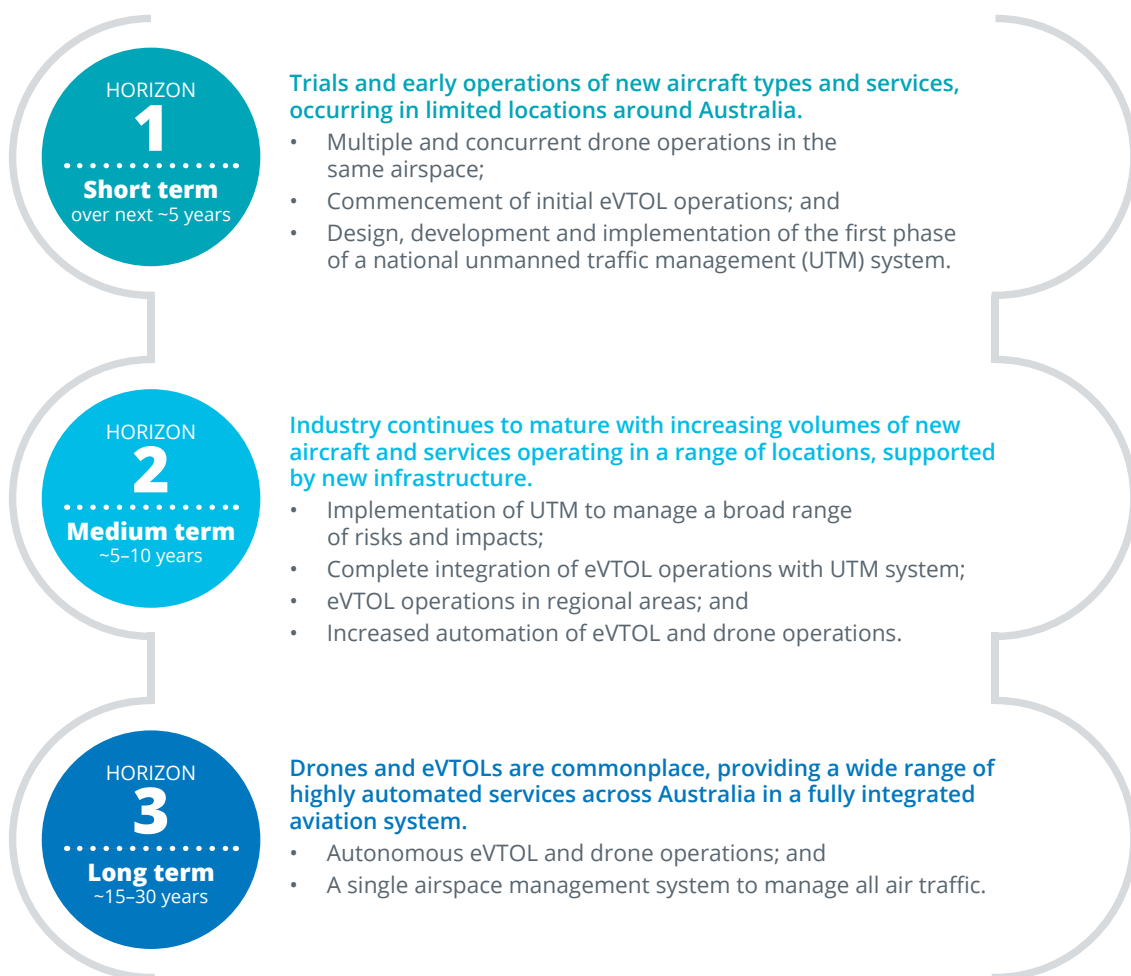 HORIZON
1
Short term
over next ~5 years
Trials and early operations of new aircraft types and services,
occurring in limited locations around Australia.
• Multiple and concurrent drone operations in the
same airspace;
• Commencement of initial eVTOL operations; and
• Design, development and implementation of the first phase
of a national unmanned traffic management (UTM) system.
HORIZON
2
Medium term
~5–10 years
Industry continues to mature with increasing volumes of new
aircraft and services operating in a range of locations, supported
by new infrastructure.
• Implementation of UTM to manage a broad range
of risks and impacts;
• Complete integration of eVTOL operations with UTM system;
• eVTOL operations in regional areas; and
• Increased automation of eVTOL and drone operations.
HORIZON
3
Long term
~15–30 years
Drones and eVTOLs are commonplace, providing a wide range of
highly automated services across Australia in a fully integrated
aviation system.
• Autonomous eVTOL and drone operations; and
• A single airspace management system to manage all air traffic.